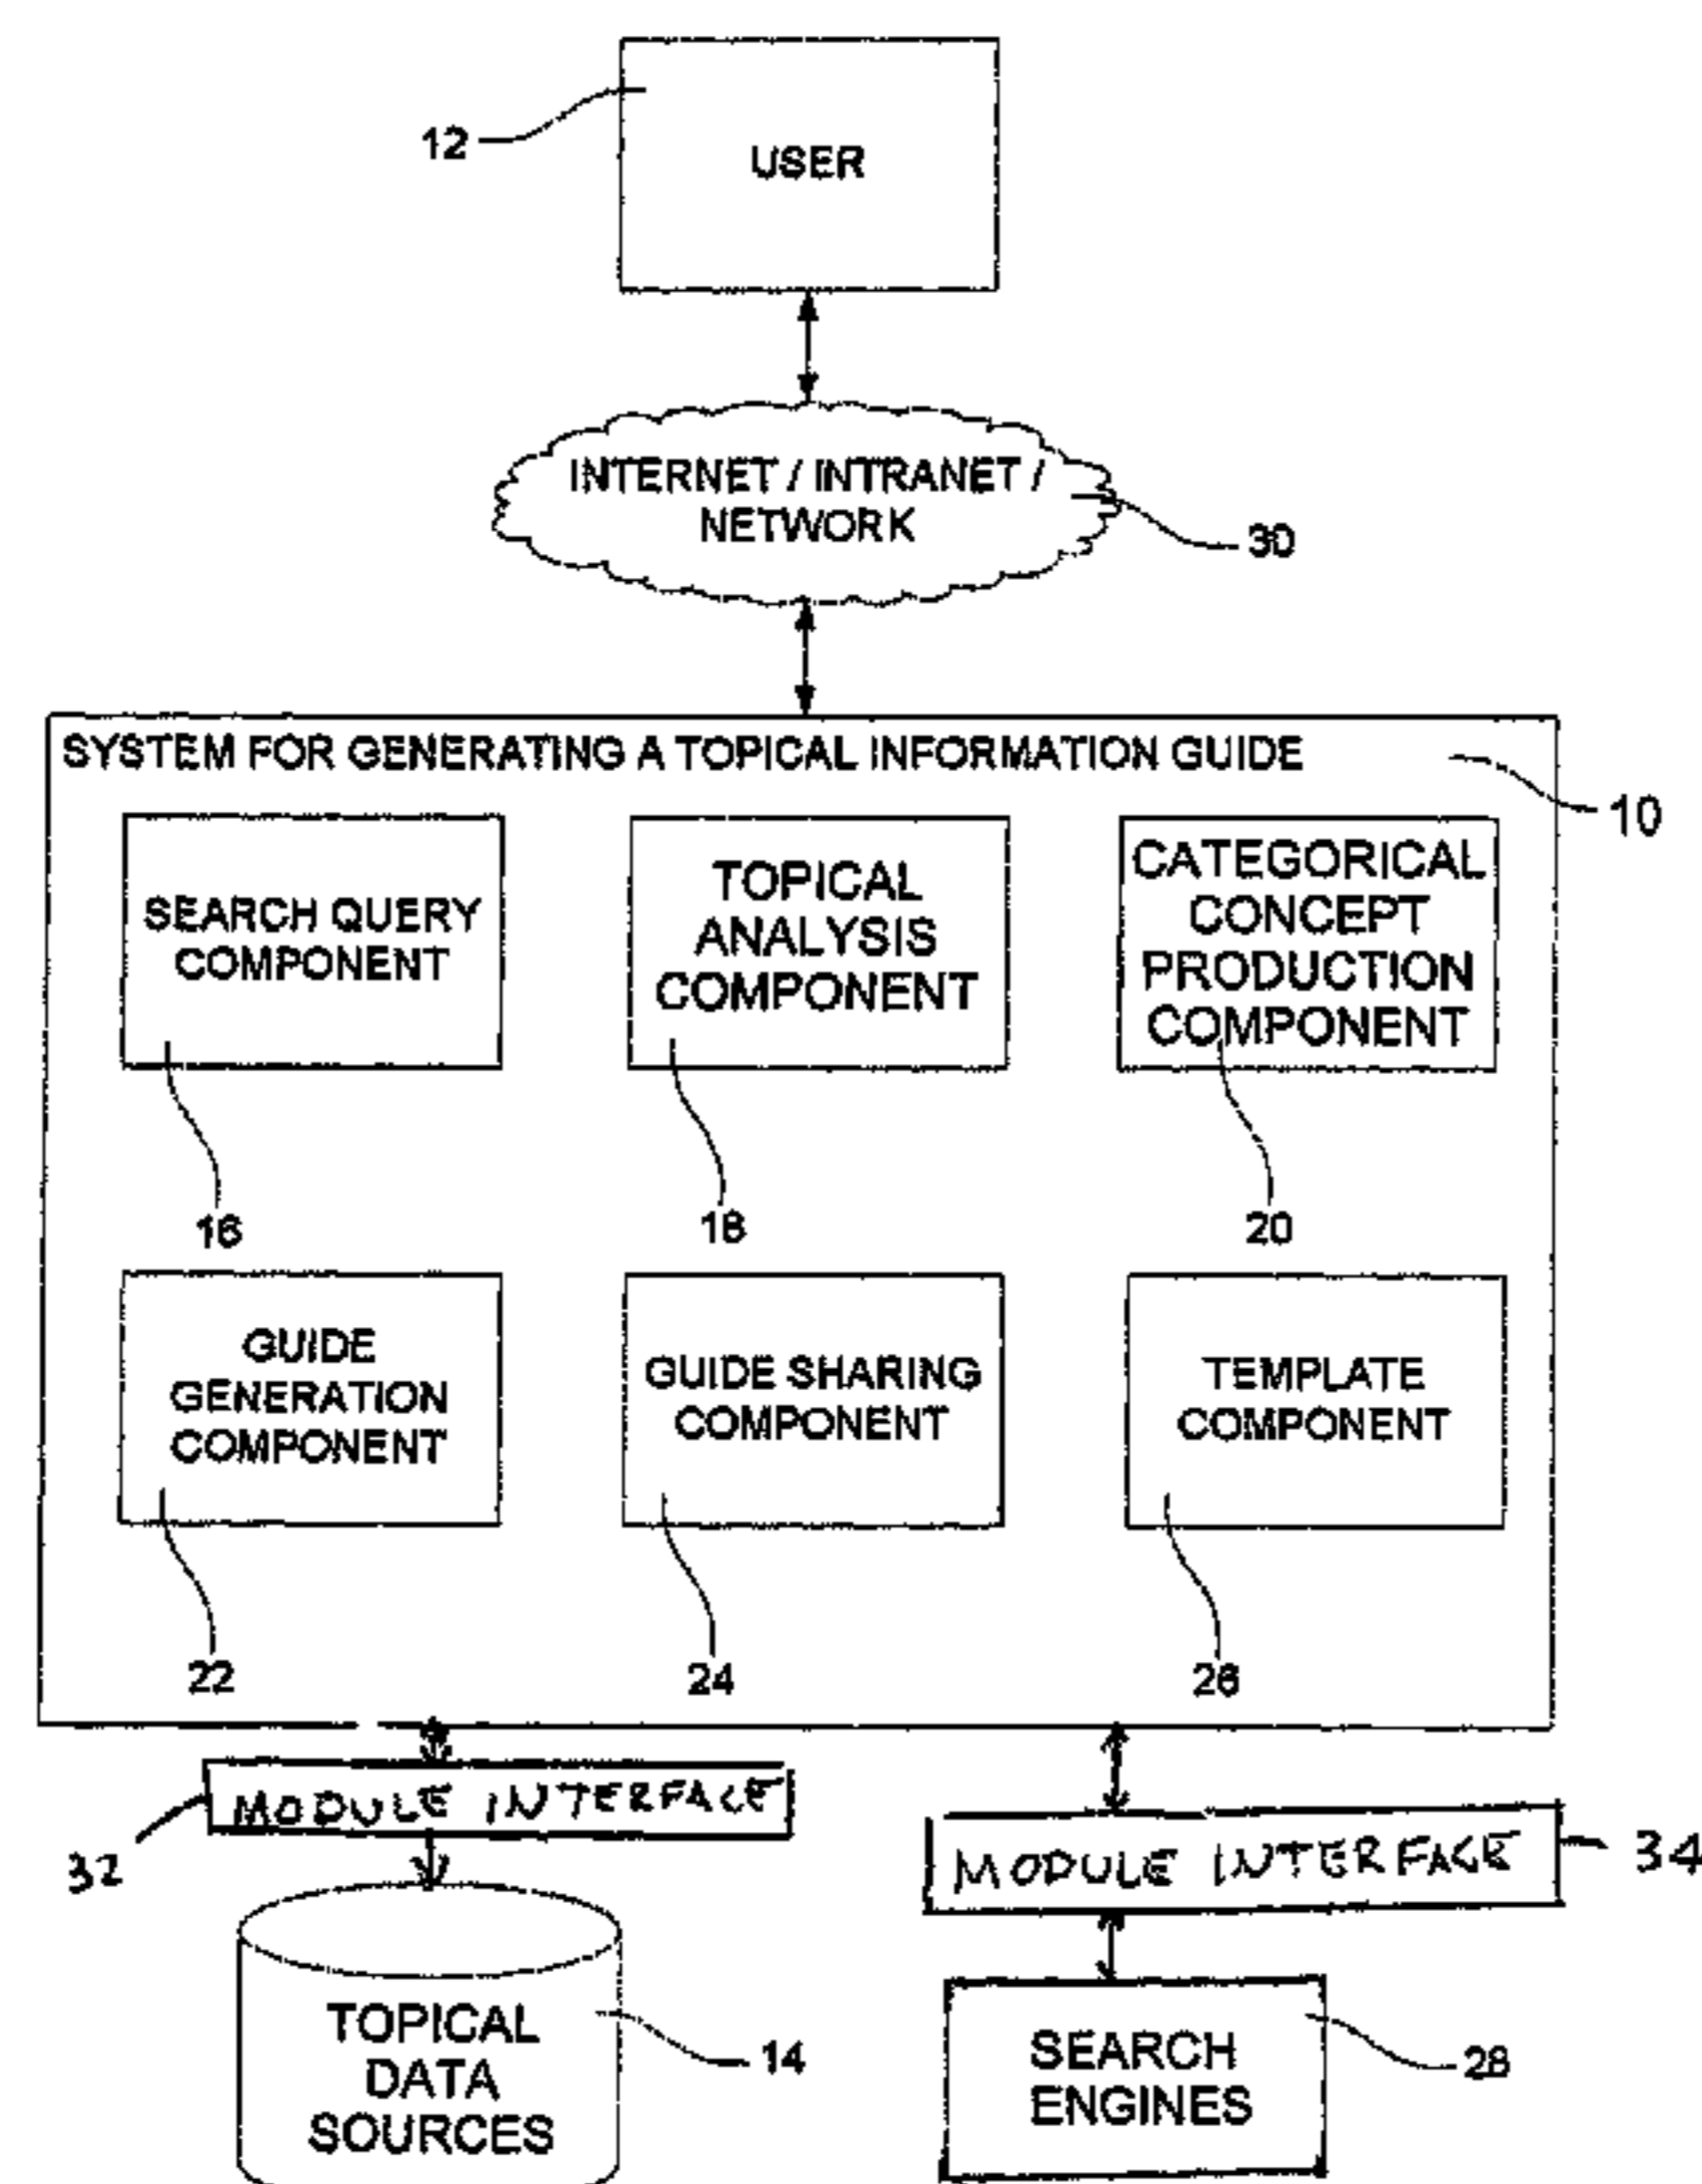 USER
12
INTERNET / INTRANET /
NETWORK
30
SYSTEM FOR GENERATING A TOPICAL INFORMATION GUIDE
10
SEARCH QUERY
COMPONENT
16
TOPICAL
ANALYSIS
COMPONENT
18
CATEGORICAL
CONCEPT
PRODUCTION
COMPONENT
20
GUIDE
GENERATION
COMPONENT
22
GUIDE SHARING
COMPONENT
24
TEMPLATE
COMPONENT
26
MODULE INTERFACE
32
MODULE INTERFACE
34
TOPICAL
DATA
SOURCES
14
SEARCH
ENGINES
28